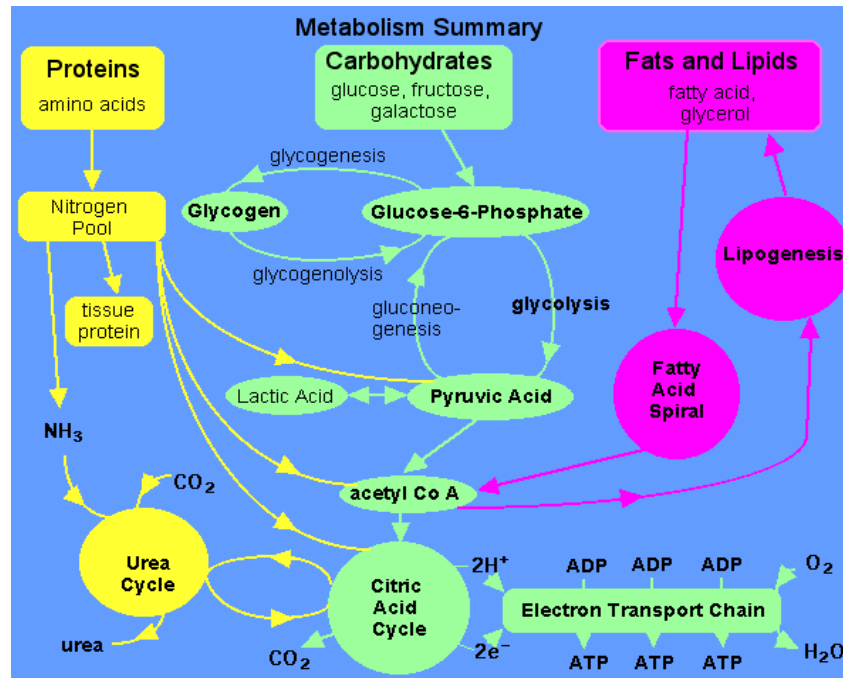 Metabolism Summary
Proteins
amino acids
Carbohydrates
glucose, fructose,
galactose
Fats and Lipids
fatty acid,
glycerol
glycogenesis
Nitrogen
Pool
Glycogen
Glucose-6-Phosphate
Lipogenesis
glycogenolysis
tissue
protein
gluconeo-
genesis
glycolysis
Fatty
Acid
Spiral
Lactic Acid
Pyruvic Acid
NH₃
CO₂
acetyl Co A
Urea
Cycle
Citric
Acid
Cycle
2H⁺
ADP ADP ADP
O₂
Electron Transport Chain
urea
CO₂
2e⁻
ATP ATP ATP
H₂O